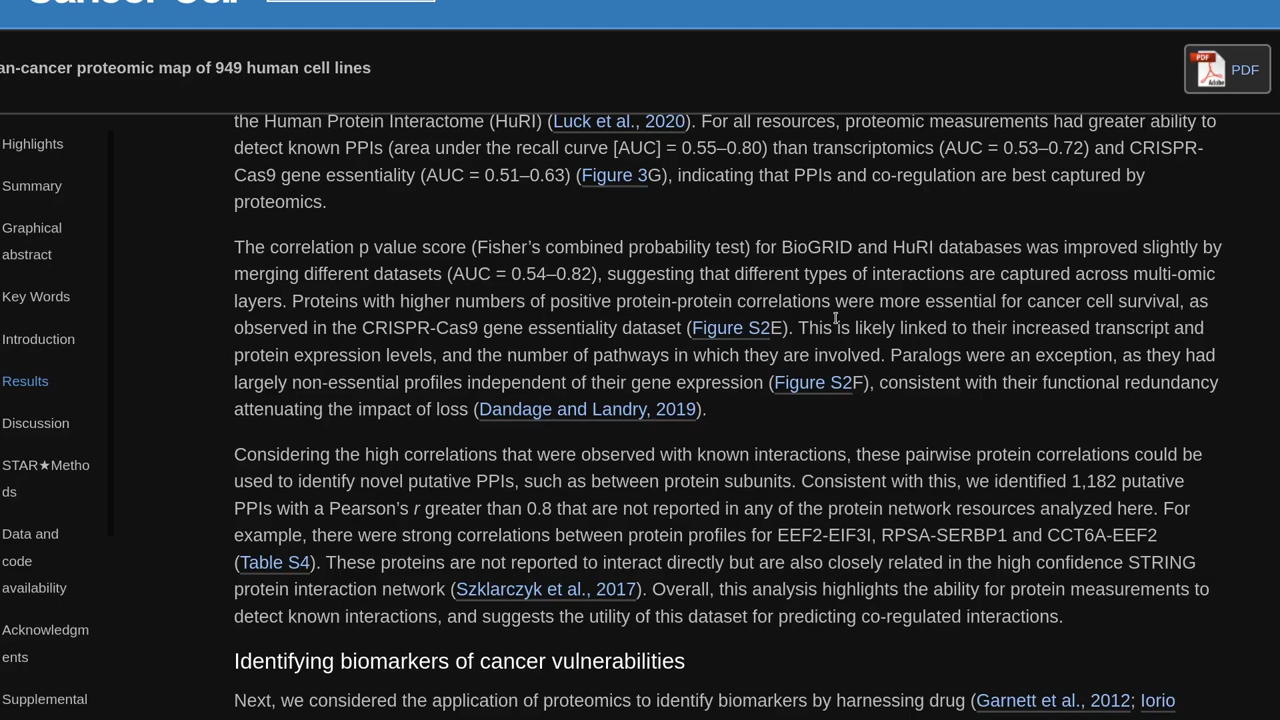 an-cancer proteomic map of 949 human cell lines
PDF
Highlights
Summary
Graphical
abstract
Key Words
Introduction
Results
Discussion
STAR★Metho
ds
Data and
code
availability
Acknowledgm
ents
Supplemental
the Human Protein Interactome (HuRI) (Luck et al., 2020). For all resources, proteomic measurements had greater ability to
detect known PPIs (area under the recall curve [AUC] = 0.55–0.80) than transcriptomics (AUC = 0.53–0.72) and CRISPR-
Cas9 gene essentiality (AUC = 0.51–0.63) (Figure 3G), indicating that PPIs and co-regulation are best captured by
proteomics.
The correlation p value score (Fisher’s combined probability test) for BioGRID and HuRI databases was improved slightly by
merging different datasets (AUC = 0.54–0.82), suggesting that different types of interactions are captured across multi-omic
layers. Proteins with higher numbers of positive protein-protein correlations were more essential for cancer cell survival, as
observed in the CRISPR-Cas9 gene essentiality dataset (Figure S2E). This is likely linked to their increased transcript and
protein expression levels, and the number of pathways in which they are involved. Paralogs were an exception, as they had
largely non-essential profiles independent of their gene expression (Figure S2F), consistent with their functional redundancy
attenuating the impact of loss (Dandage and Landry, 2019).
Considering the high correlations that were observed with known interactions, these pairwise protein correlations could be
used to identify novel putative PPIs, such as between protein subunits. Consistent with this, we identified 1,182 putative
PPIs with a Pearson’s r greater than 0.8 that are not reported in any of the protein network resources analyzed here. For
example, there were strong correlations between protein profiles for EEF2-EIF3I, RPSA-SERBP1 and CCT6A-EEF2
(Table S4). These proteins are not reported to interact directly but are also closely related in the high confidence STRING
protein interaction network (Szklarczyk et al., 2017). Overall, this analysis highlights the ability for protein measurements to
detect known interactions, and suggests the utility of this dataset for predicting co-regulated interactions.
Identifying biomarkers of cancer vulnerabilities
Next, we considered the application of proteomics to identify biomarkers by harnessing drug (Garnett et al., 2012; Iorio